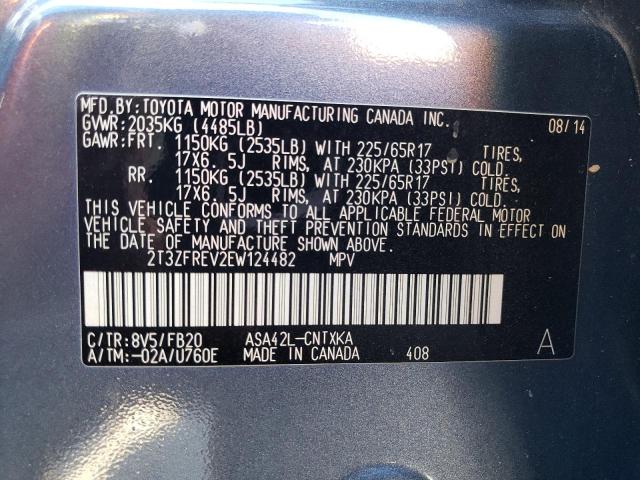 MFD.BY:TOYOTA MOTOR MANUFACTURING CANADA INC. 08/14
GVWR:2035KG (4485LB)
GAWR:FRT. 1150KG (2535LB) WITH 225/65R17 TIRES,
17X6. 5J RIMS, AT 230KPA (33PSI) COLD.
RR. 1150KG (2535LB) WITH 225/65R17 TIRES,
17X6. 5J RIMS, AT 230KPA (33PSI) COLD.
THIS VEHICLE CONFORMS TO ALL APPLICABLE FEDERAL MOTOR
VEHICLE SAFETY AND THEFT PREVENTION STANDARDS IN EFFECT ON
THE DATE OF MANUFACTURE SHOWN ABOVE.
2T3ZFREV2EW124482 MPV
C/TR:8V5/FB20 ASA42L-CNTXKA
A/TM:-02A/U760E MADE IN CANADA 408 A